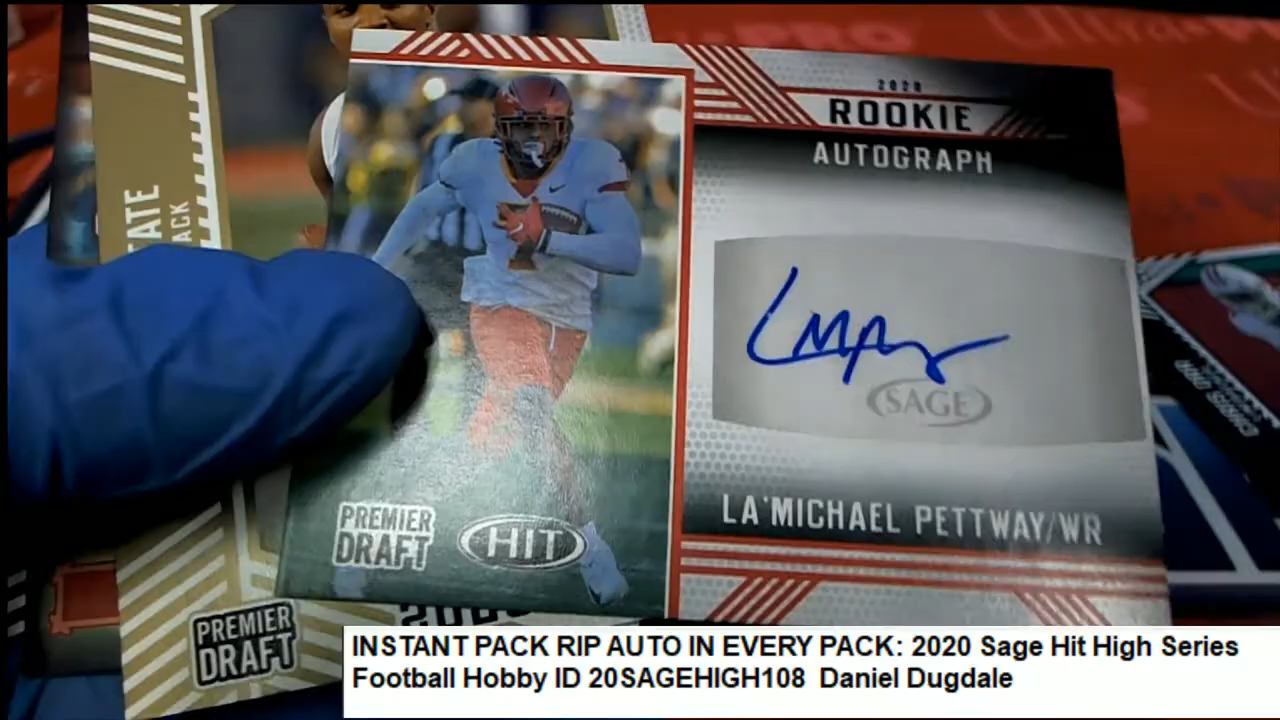 2020
ROOKIE
AUTOGRAPH
SAGE
LA'MICHAEL PETTWAY/WR
PREMIER
DRAFT
HIT
PREMIER
DRAFT
INSTANT PACK RIP AUTO IN EVERY PACK: 2020 Sage Hit High Series
Football Hobby ID 20SAGEHIGH108 Daniel Dugdale